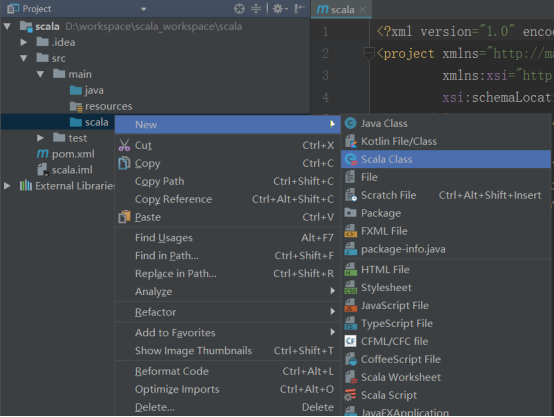 Project
scala D:\workspace\scala_workspace\scala
.idea
src
main
java
resources
scala
test
pom.xml
scala.iml
External Libraries
scala
1
2
3
4
<?xml version="1.0" encod
<project xmlns="http://ma
xmlns:xsi="http
xsi:schemaLocat
New
Cut Ctrl+X
Copy Ctrl+C
Copy Path Ctrl+Shift+C
Copy Reference Ctrl+Alt+Shift+C
Paste Ctrl+V
Find Usages Alt+F7
Find in Path... Ctrl+Shift+F
Replace in Path... Ctrl+Shift+R
Analyze
Refactor
Add to Favorites
Show Image Thumbnails Ctrl+Shift+T
Reformat Code Ctrl+Alt+L
Optimize Imports Ctrl+Alt+O
Delete... Delete
Java Class
Kotlin File/Class
Scala Class
File
Scratch File Ctrl+Alt+Shift+Insert
Package
FXML File
package-info.java
HTML File
Stylesheet
JavaScript File
TypeScript File
CFML/CFC file
CoffeeScript File
Scala Worksheet
Scala Script
JavaFXApplication